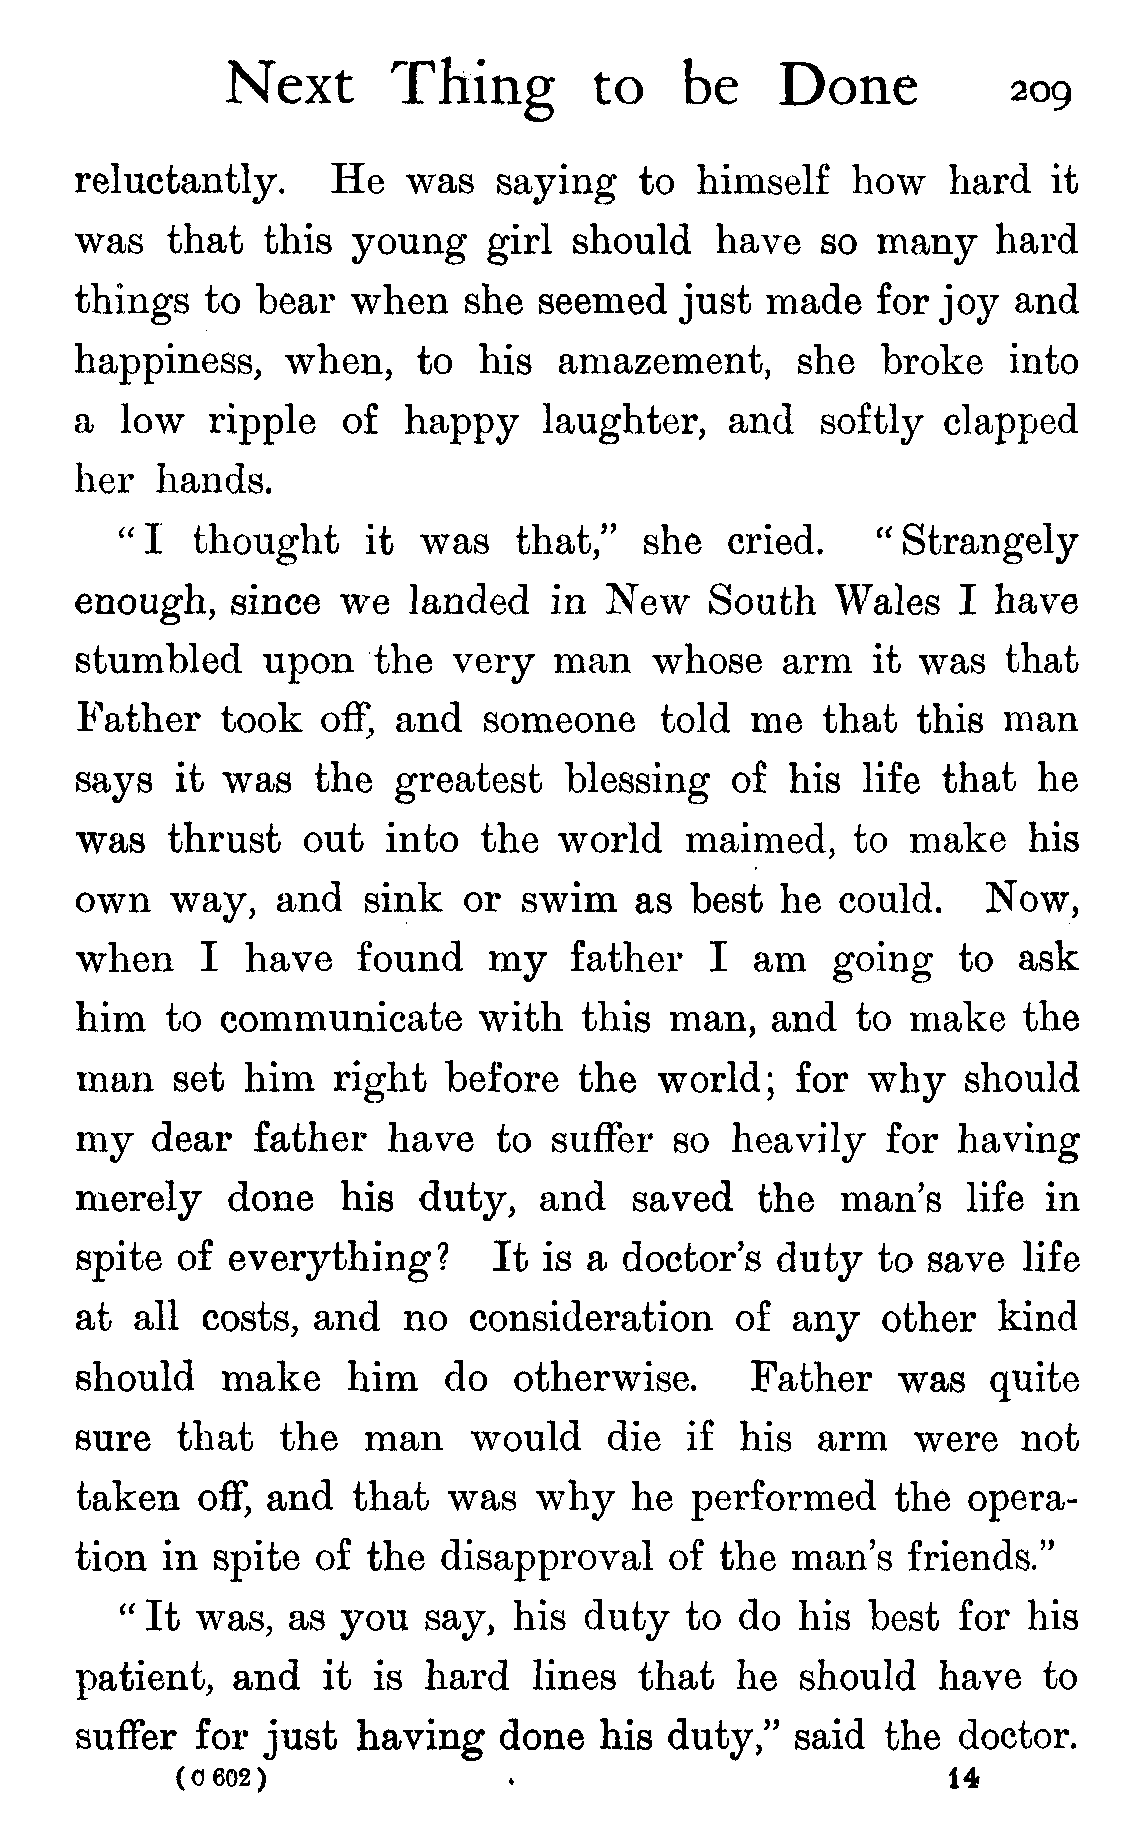 Next Thing to be Done 209
reluctantly. He was saying to himself how hard it
was that this young girl should have so many hard
things to bear when she seemed just made for joy and
happiness, when, to his amazement, she broke into
a low ripple of happy laughter, and softly clapped
her hands.
“I thought it was that,” she cried. “Strangely
enough, since we landed in New South Wales I have
stumbled upon the very man whose arm it was that
Father took off, and someone told me that this man
says it was the greatest blessing of his life that he
was thrust out into the world maimed, to make his
own way, and sink or swim as best he could. Now,
when I have found my father I am going to ask
him to communicate with this man, and to make the
man set him right before the world; for why should
my dear father have to suffer so heavily for having
merely done his duty, and saved the man’s life in
spite of everything? It is a doctor’s duty to save life
at all costs, and no consideration of any other kind
should make him do otherwise. Father was quite
sure that the man would die if his arm were not
taken off, and that was why he performed the opera-
tion in spite of the disapproval of the man’s friends.”
“It was, as you say, his duty to do his best for his
patient, and it is hard lines that he should have to
suffer for just having done his duty,” said the doctor.
(C 602) 14